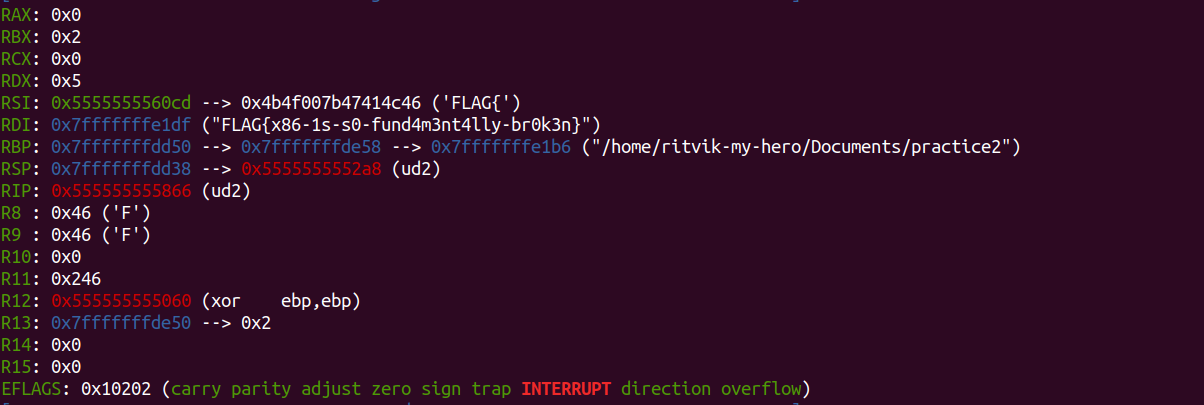 RAX: 0x0
RBX: 0x2
RCX: 0x0
RDX: 0x5
RSI: 0x5555555560cd --> 0x4b4f007b47414c46 ('FLAG{')
RDI: 0x7fffffffe1df ("FLAG{x86-1s-s0-fund4m3nt4lly-br0k3n}")
RBP: 0x7fffffffdd50 --> 0x7fffffffde58 --> 0x7fffffffe1b6 ("/home/ritvik-my-hero/Documents/practice2")
RSP: 0x7fffffffdd38 --> 0x5555555552a8 (ud2)
RIP: 0x555555555866 (ud2)
R8 : 0x46 ('F')
R9 : 0x46 ('F')
R10: 0x0
R11: 0x246
R12: 0x555555555060 (xor    ebp,ebp)
R13: 0x7fffffffde50 --> 0x2
R14: 0x0
R15: 0x0
EFLAGS: 0x10202 (carry parity adjust zero sign trap INTERRUPT direction overflow)